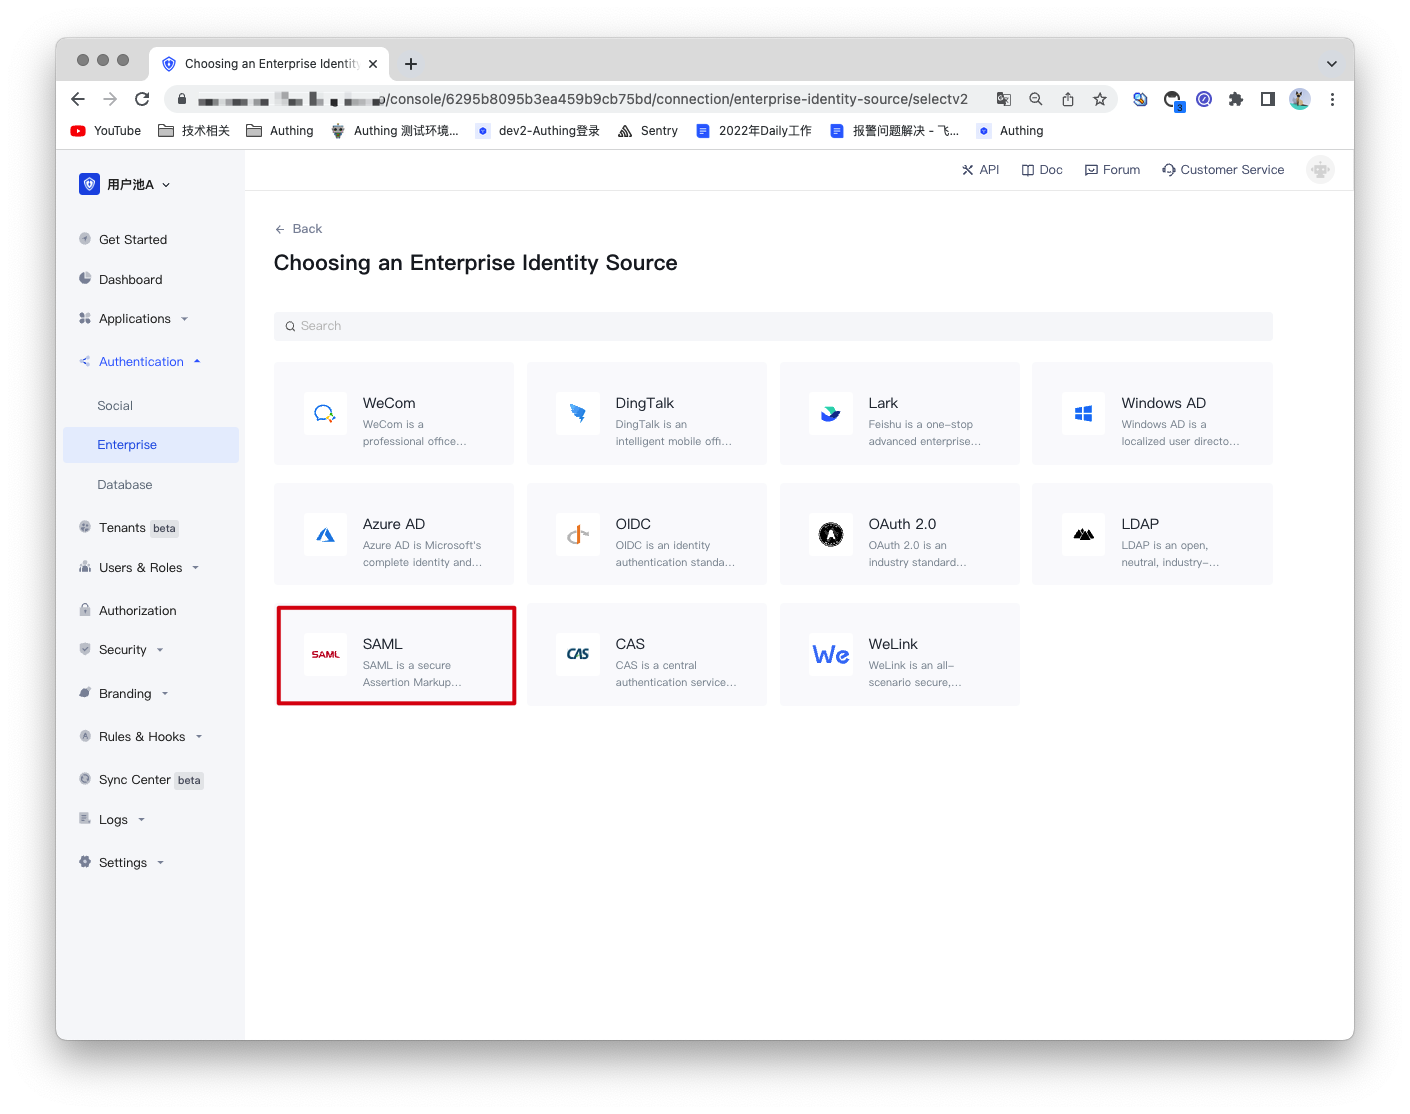 Choosing an Enterprise Identity
/console/6295b8095b3ea459b9cb75bd/connection/enterprise-identity-source/selectv2
3
YouTube 技术相关 Authing Authing 测试环境... dev2-Authing登录 Sentry 2022年Daily工作 报警问题解决 - 飞... Authing
用户池A
API Doc Forum Customer Service
Get Started
Dashboard
Applications
Authentication
Social
Enterprise
Database
Tenants beta
Users & Roles
Authorization
Security
Branding
Rules & Hooks
Sync Center beta
Logs
Settings
Back
Choosing an Enterprise Identity Source
Search
WeCom
WeCom is a
professional office...
DingTalk
DingTalk is an
intelligent mobile offi...
Lark
Feishu is a one-stop
advanced enterprise...
Windows AD
Windows AD is a
localized user directo...
Azure AD
Azure AD is Microsoft's
complete identity and...
OIDC
OIDC is an identity
authentication standa...
OAuth 2.0
OAuth 2.0 is an
industry standard...
LDAP
LDAP is an open,
neutral, industry-...
SAML
SAML
SAML is a secure
Assertion Markup...
CAS
CAS
CAS is a central
authentication service...
We
WeLink
WeLink is an all-
scenario secure,...